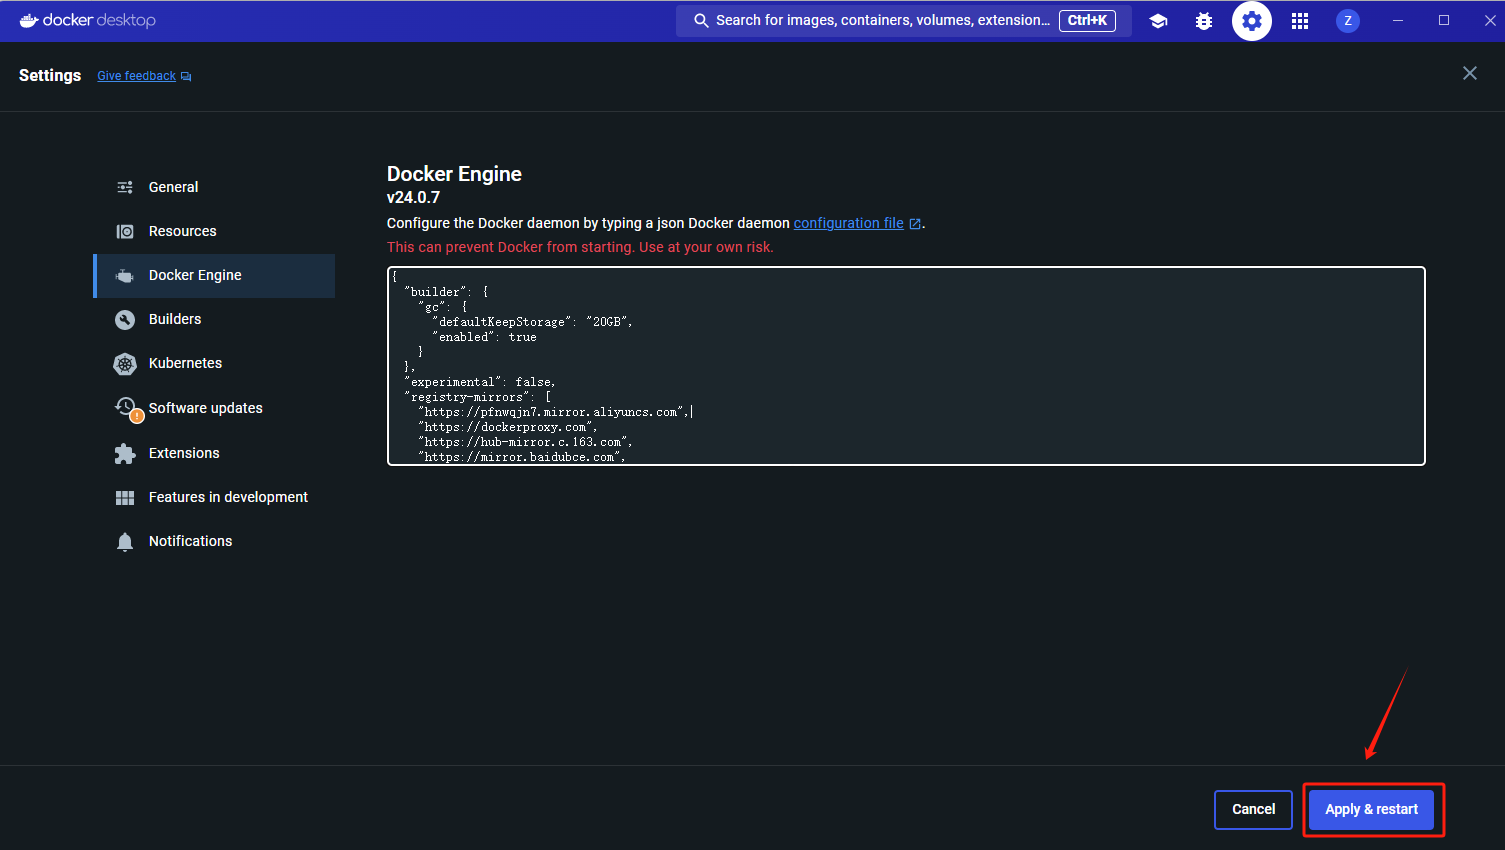 docker desktop
Search for images, containers, volumes, extension... Ctrl+K
Z
Settings Give feedback
General
Resources
Docker Engine
Builders
Kubernetes
Software updates
Extensions
Features in development
Notifications
Docker Engine
v24.0.7
Configure the Docker daemon by typing a json Docker daemon configuration file.
This can prevent Docker from starting. Use at your own risk.
{
"builder": {
"gc": {
"defaultKeepStorage": "20GB",
"enabled": true
}
},
"experimental": false,
"registry-mirrors": [
"https://pfnwqjn7.mirror.aliyuncs.com",
"https://dockerproxy.com",
"https://hub-mirror.c.163.com",
"https://mirror.baidubce.com",
Cancel Apply & restart